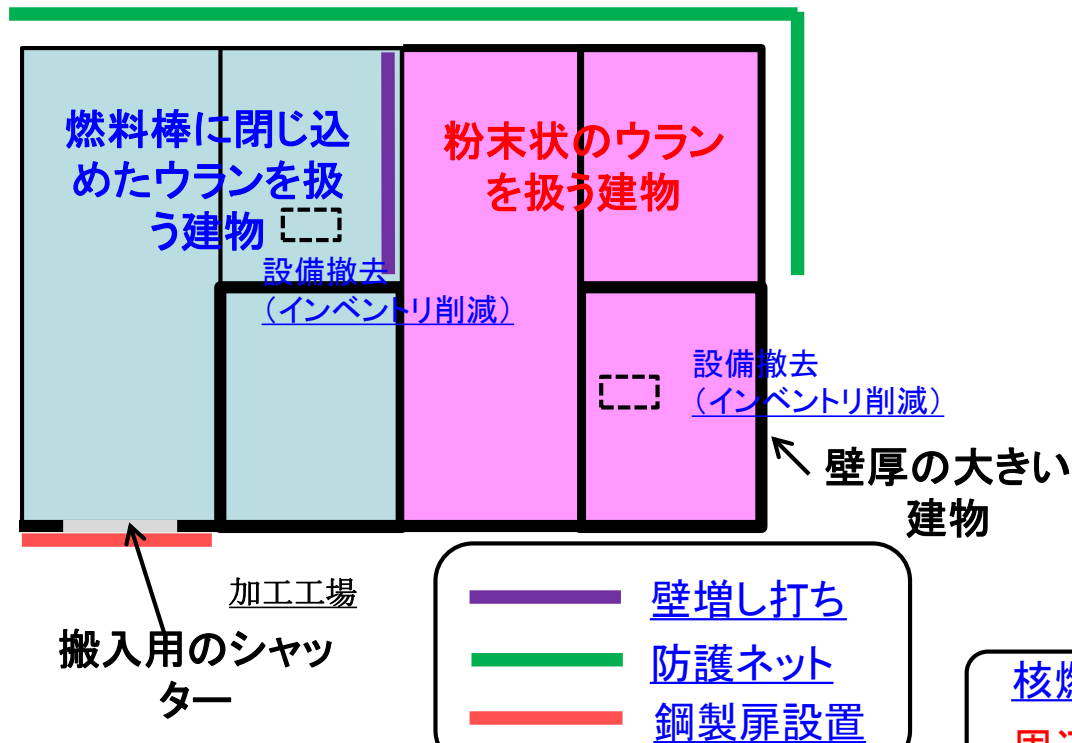 燃料棒に閉じ込
めたウランを扱
う建物
粉末状のウラン
を扱う建物
設備撤去
（インベントリ削減）
設備撤去
（インベントリ削減）
壁厚の大きい
建物
加工工場
搬入用のシャッ
ター
壁増し打ち
防護ネット
鋼製扉設置
核燃